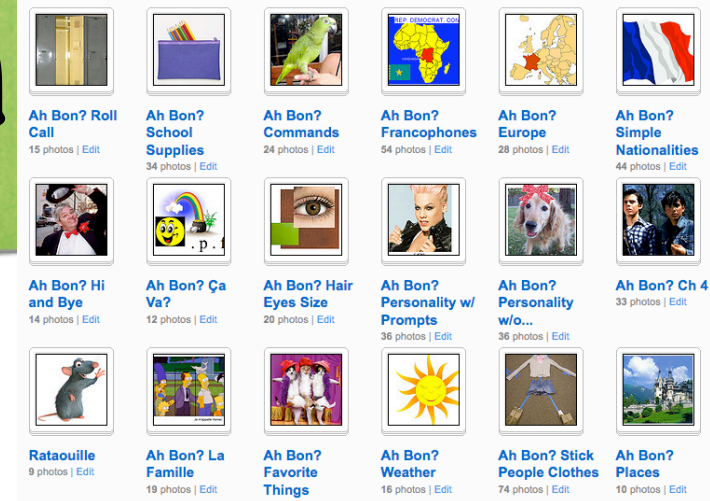 REP. DEMOCRAT. CON
Ah Bon? Roll
Call
15 photos | Edit
Ah Bon?
School
Supplies
34 photos | Edit
Ah Bon?
Commands
24 photos | Edit
Ah Bon?
Francophones
54 photos | Edit
Ah Bon?
Europe
28 photos | Edit
Ah Bon?
Simple
Nationalities
44 photos | Edit
. p . f
Ah Bon? Hi
and Bye
14 photos | Edit
Ah Bon? Ça
Va?
12 photos | Edit
Ah Bon? Hair
Eyes Size
20 photos | Edit
Ah Bon?
Personality w/
Prompts
36 photos | Edit
Ah Bon?
Personality
w/o...
36 photos | Edit
Ah Bon? Ch 4
33 photos | Edit
Rataouille
9 photos | Edit
Ah Bon? La
Famille
19 photos | Edit
Ah Bon?
Favorite
Things
Ah Bon?
Weather
16 photos | Edit
Ah Bon? Stick
People Clothes
74 photos | Edit
Ah Bon?
Places
10 photos | Edit